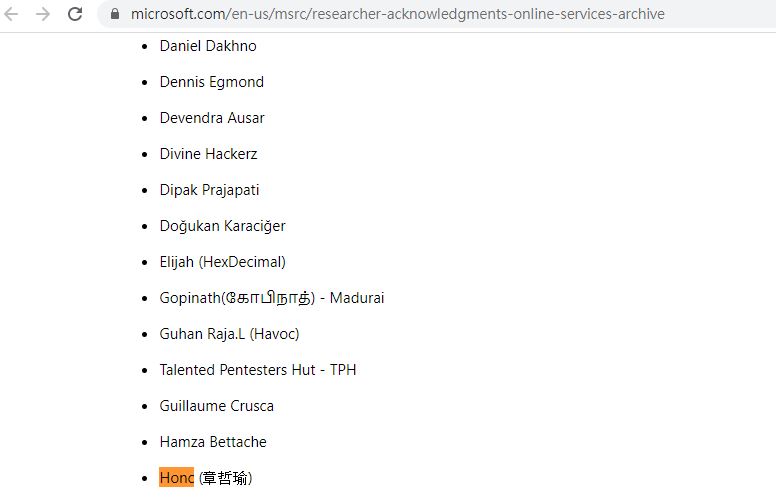 microsoft.com/en-us/msrc/researcher-acknowledgments-online-services-archive
• Daniel Dakhno
• Dennis Egmond
• Devendra Ausar
• Divine Hackerz
• Dipak Prajapati
• Doğukan Karaciğer
• Elijah (HexDecimal)
• Gopinath(கோபிநாத்) - Madurai
• Guhan Raja.L (Havoc)
• Talented Pentesters Hut - TPH
• Guillaume Crusca
• Hamza Bettache
• Honc (章哲瑜)